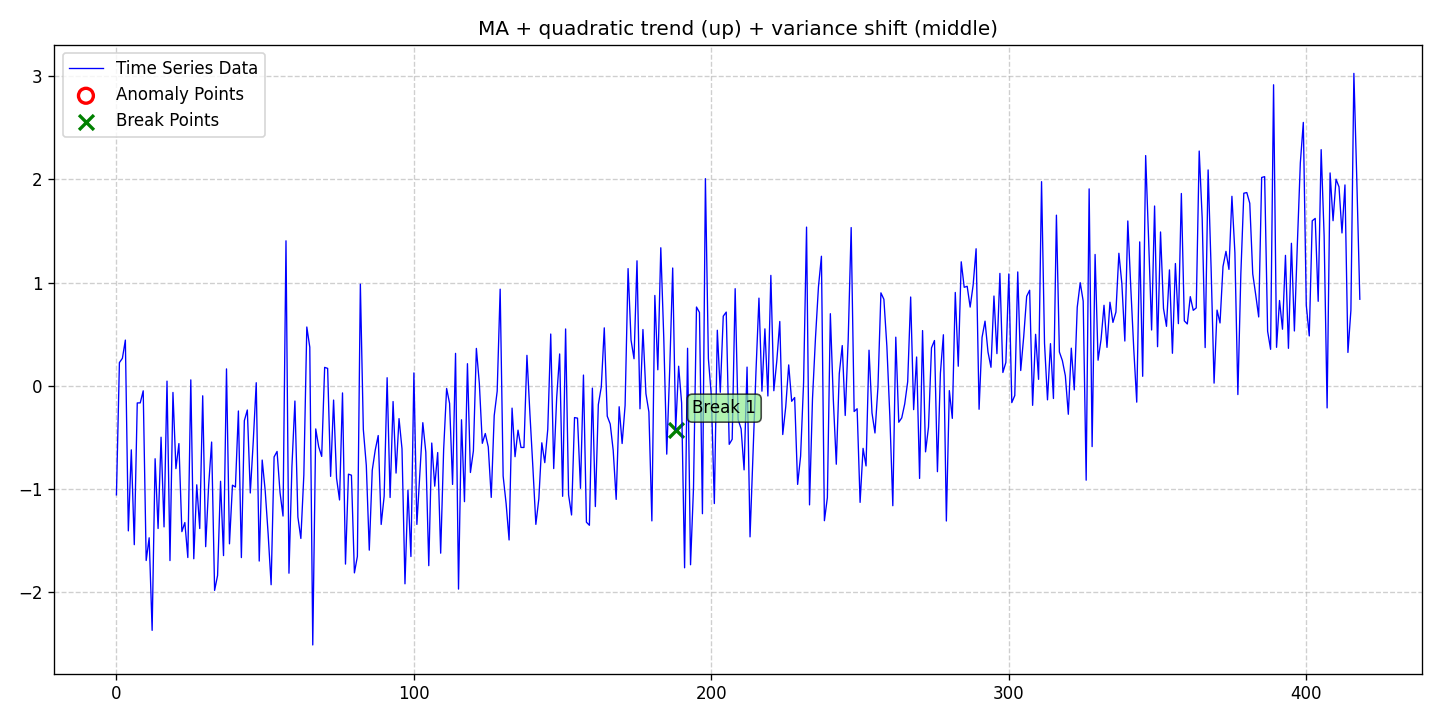 MA + quadratic trend (up) + variance shift (middle)
Time Series Data
Anomaly Points
Break Points
3
2
1
0
−1
−2
Break 1
0
100
200
300
400